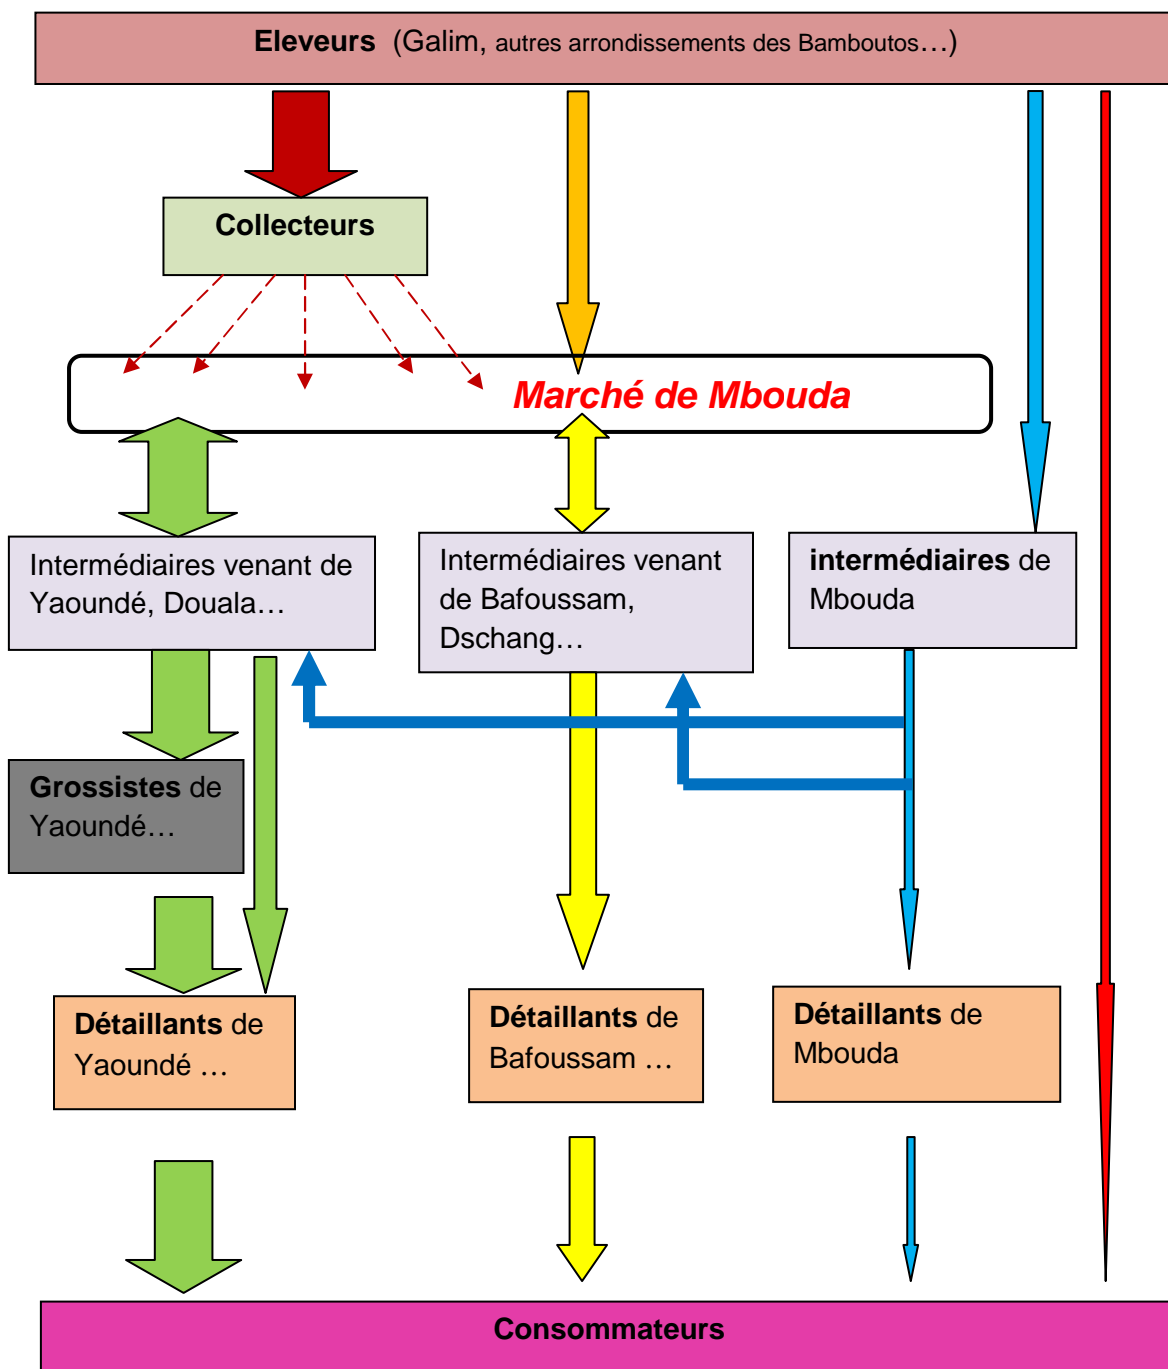 Eleveurs (Galim, autres arrondissements des Bamboutos…)
Collecteurs
Marché de Mbouda
Intermédiaires venant de
Yaoundé, Douala…
Intermédiaires venant
de Bafoussam,
Dschang…
intermédiaires de
Mbouda
Grossistes de
Yaoundé…
Détaillants de
Yaoundé …
Détaillants de
Bafoussam …
Détaillants de
Mbouda
Consommateurs